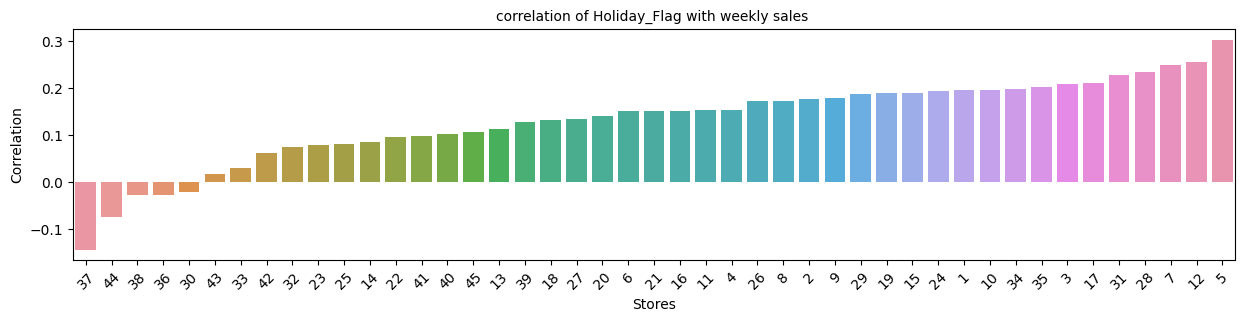 correlation of Holiday_Flag with weekly sales
Correlation
0.3
0.2
0.1
0.0
−0.1
37 44 38 36 30 43 33 42 32 23 25 14 22 41 40 45 13 39 18 27 20 6 21 16 11 4 26 8 2 9 29 19 15 24 1 10 34 35 3 17 31 28 7 12 5
Stores